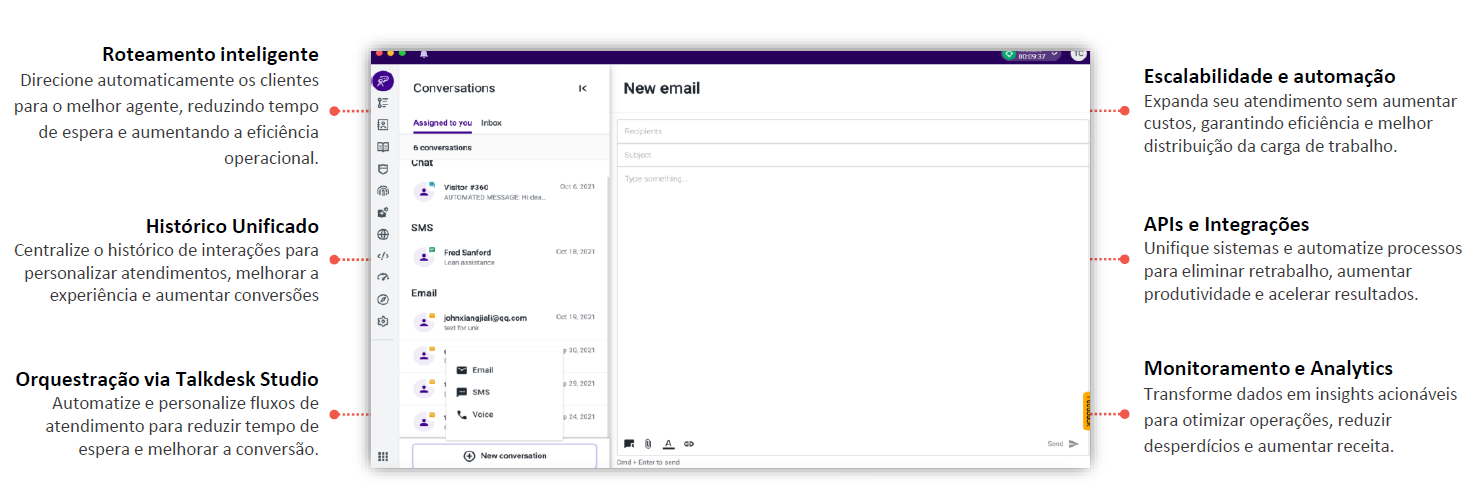 Roteamento inteligente
Direcione automaticamente os clientes
para o melhor agente, reduzindo tempo
de espera e aumentando a eficiência
operacional.
Histórico Unificado
Centralize o histórico de interações para
personalizar atendimentos, melhorar a
experiência e aumentar conversões
Orquestração via Talkdesk Studio
Automatize e personalize fluxos de
atendimento para reduzir tempo de
espera e melhorar a conversão.
00:09:37
TC
Conversations
Assigned to you Inbox
6 conversations
Chat
Visitor #360 Oct 6, 2021
AUTOMATED MESSAGE: Hi dea...
SMS
Fred Sanford Oct 18, 2021
Loan assistance
Email
johnxiangjiali@qq.com Oct 19, 2021
test for unk
p 30, 2021
p 29, 2021
p 24, 2021
Email
SMS
Voice
New conversation
New email
Recipients
Subject
Type something...
Send
Cmd + Enter to send
Escalabilidade e automação
Expanda seu atendimento sem aumentar
custos, garantindo eficiência e melhor
distribuição da carga de trabalho.
APIs e Integrações
Unifique sistemas e automatize processos
para eliminar retrabalho, aumentar
produtividade e acelerar resultados.
Monitoramento e Analytics
Transforme dados em insights acionáveis
para otimizar operações, reduzir
desperdícios e aumentar receita.